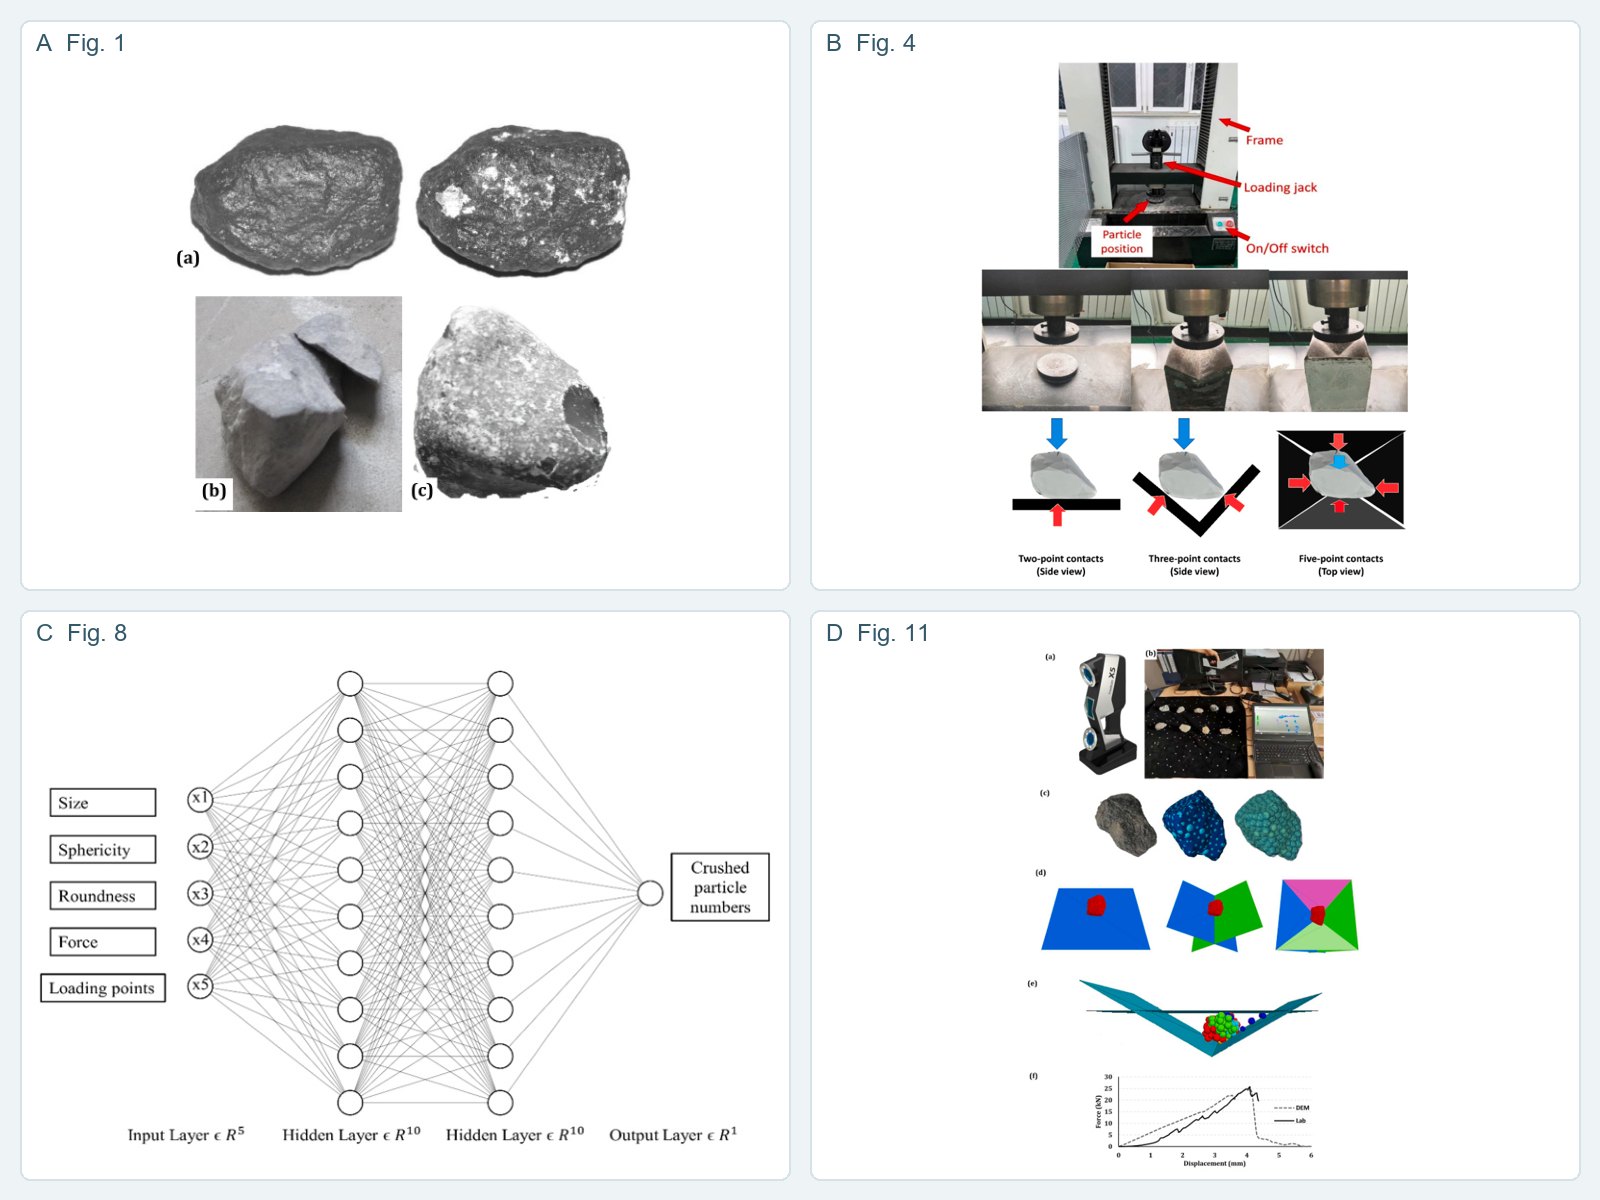 A Fig. 1
(a)
(b)
(c)
B Fig. 4
Frame
Loading jack
Particle
position
On/Off switch
Two-point contacts
(Side view)
Three-point contacts
(Side view)
Five-point contacts
(Top view)
C Fig. 8
Size
Sphericity
Roundness
Force
Loading points
x1
x2
x3
x4
x5
Crushed
particle
numbers
Input Layer ϵ R⁵
Hidden Layer ϵ R¹⁰
Hidden Layer ϵ R¹⁰
Output Layer ϵ R¹
D Fig. 11
(a)
X5
(b)
(c)
(d)
(e)
(f)
Force (kN)
30
25
20
15
10
5
0
DEM
Lab
0 1 2 3 4 5 6
Displacement (mm)